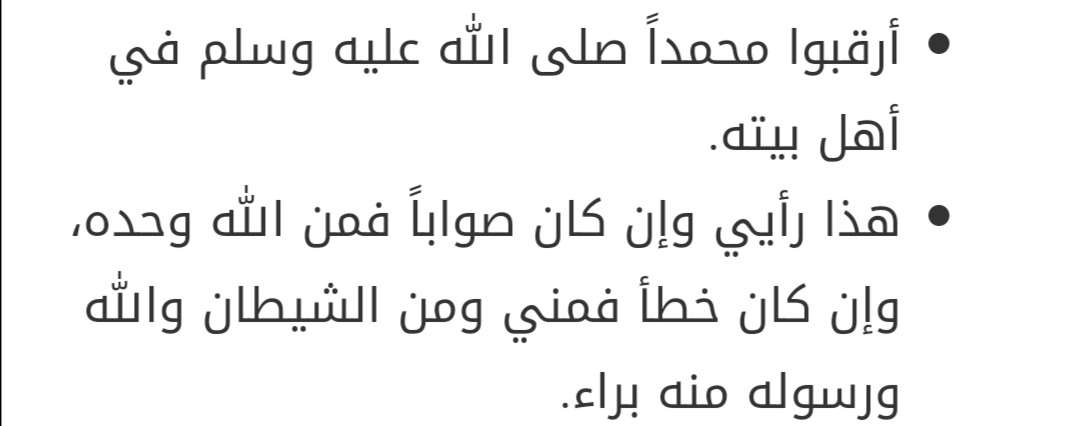 • أرقبوا محمداً صلى الله عليه وسلم في
أهل بيته.
• هذا رأيي وإن كان صواباً فمن الله وحده،
وإن كان خطأ فمني ومن الشيطان والله
ورسوله منه براء.